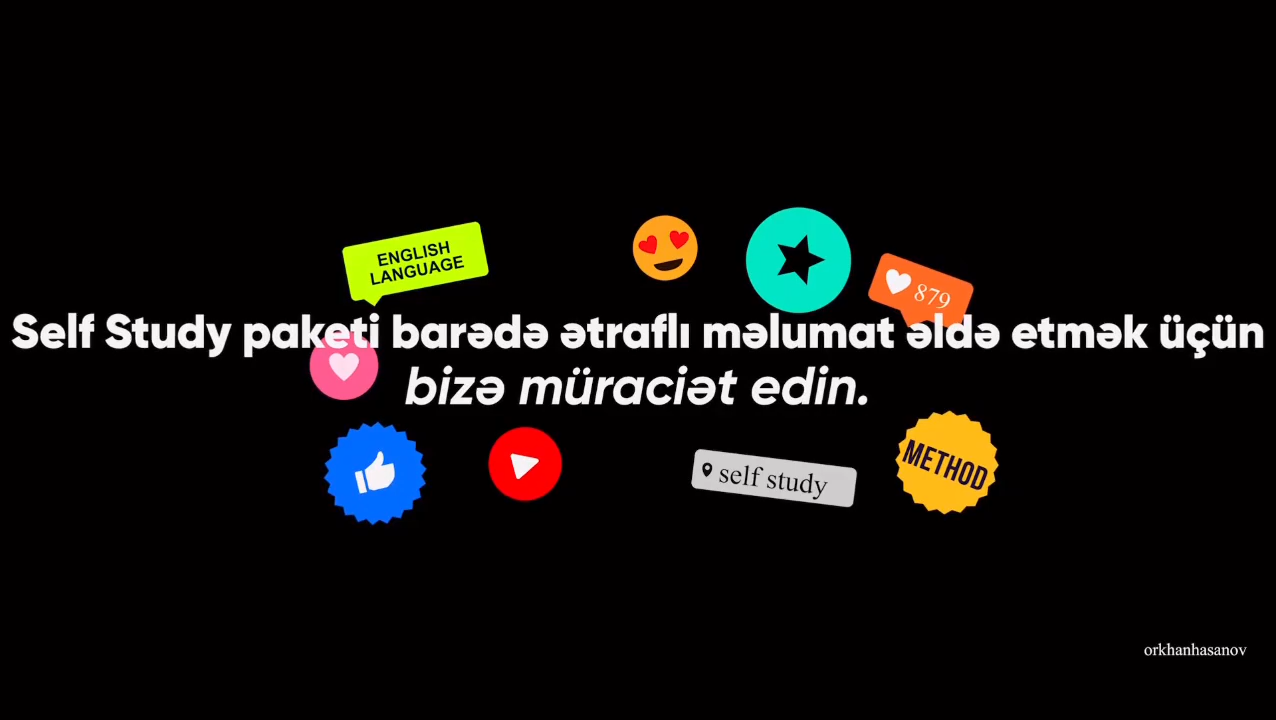 ENGLISH
LANGUAGE
879
Self Study paketi barədə ətraflı məlumat əldə etmək üçün
bizə müraciət edin.
METHOD
self study
orkhanhasanov